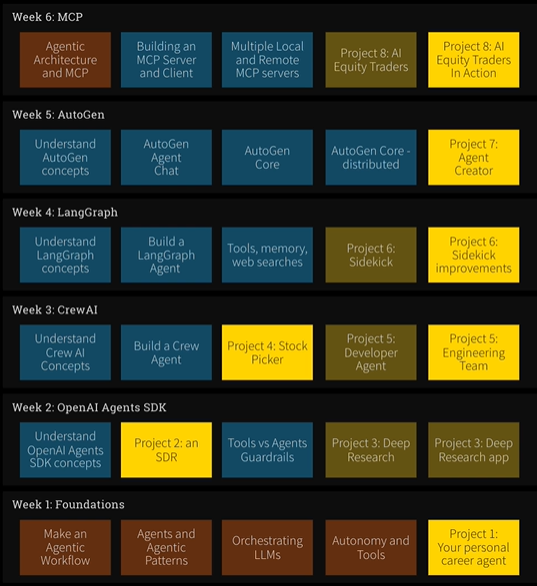 Week 6: MCP
Agentic
Architecture
and MCP
Building an
MCP Server
and Client
Multiple Local
and Remote
MCP servers
Project 8: AI
Equity Traders
Project 8: AI
Equity Traders
In Action
Week 5: AutoGen
Understand
AutoGen
concepts
AutoGen
Agent
Chat
AutoGen
Core
AutoGen Core -
distributed
Project 7:
Agent
Creator
Week 4: LangGraph
Understand
LangGraph
concepts
Build a
LangGraph
Agent
Tools, memory,
web searches
Project 6:
Sidekick
Project 6:
Sidekick
improvements
Week 3: CrewAI
Understand
Crew AI
Concepts
Build a Crew
Agent
Project 4: Stock
Picker
Project 5:
Developer
Agent
Project 5:
Engineering
Team
Week 2: OpenAI Agents SDK
Understand
OpenAI Agents
SDK concepts
Project 2: an
SDR
Tools vs Agents
Guardrails
Project 3: Deep
Research
Project 3: Deep
Research app
Week 1: Foundations
Make an
Agentic
Workflow
Agents and
Agentic
Patterns
Orchestrating
LLMs
Autonomy and
Tools
Project 1:
Your personal
career agent